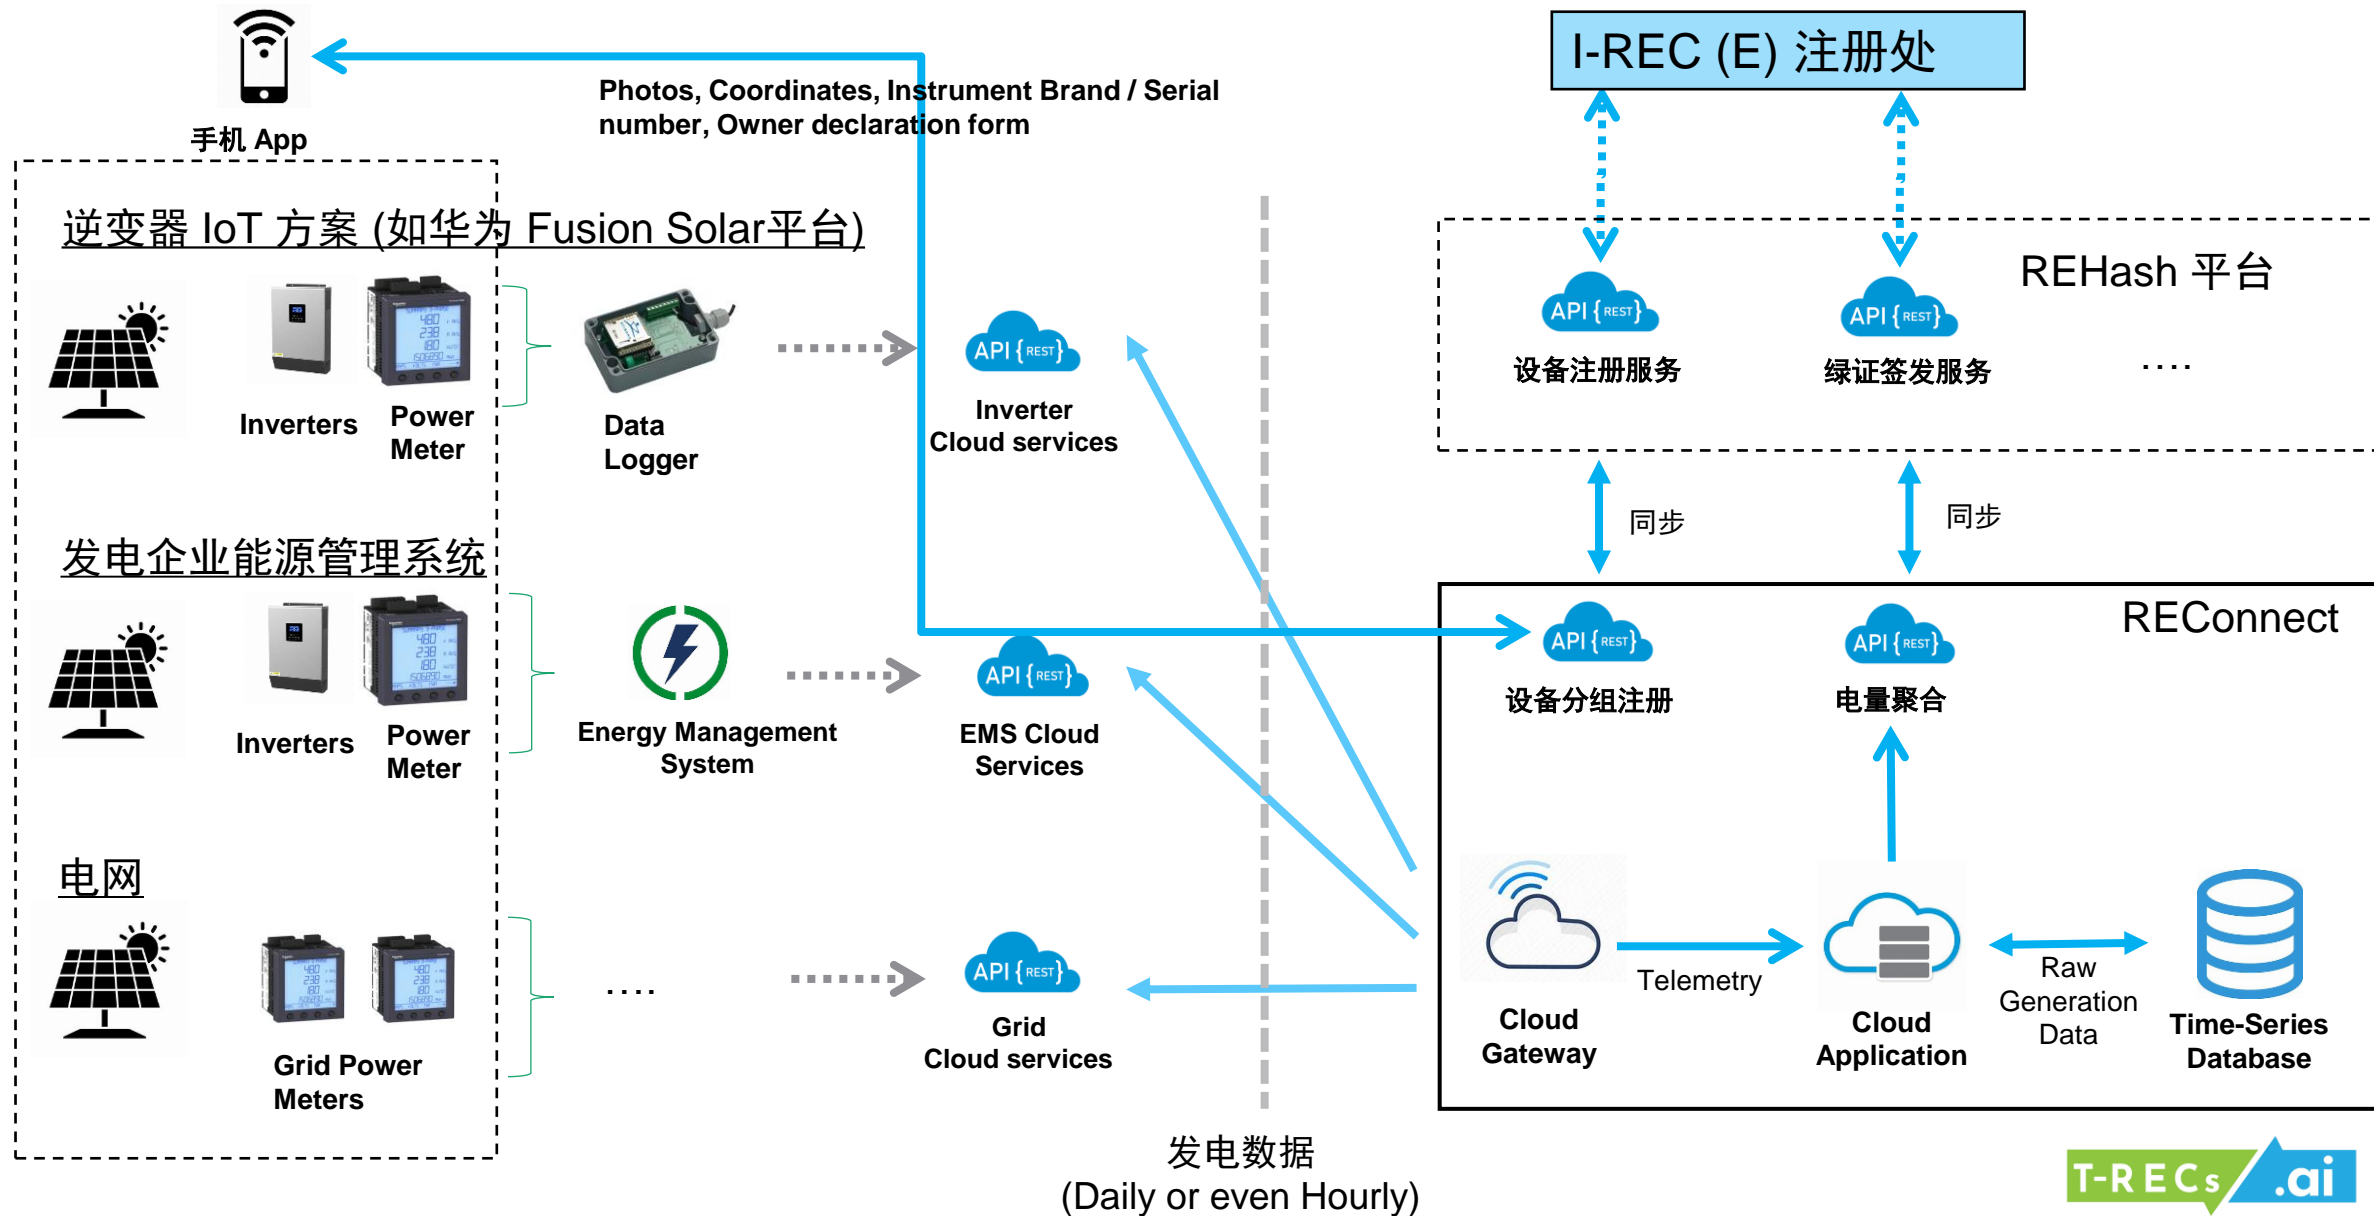 手机 App
Photos, Coordinates, Instrument Brand / Serial
number, Owner declaration form
I-REC (E) 注册处
逆变器 IoT 方案 (如华为 Fusion Solar平台)
Inverters
Power
Meter
Data
Logger
API {REST}
Inverter
Cloud services
REHash 平台
API {REST}
设备注册服务
API {REST}
绿证签发服务
....
同步
同步
发电企业能源管理系统
Inverters
Power
Meter
Energy Management
System
API {REST}
EMS Cloud
Services
REConnect
API {REST}
设备分组注册
API {REST}
电量聚合
电网
Grid Power
Meters
....
API {REST}
Grid
Cloud services
Cloud
Gateway
Telemetry
Cloud
Application
Raw
Generation
Data
Time-Series
Database
发电数据
(Daily or even Hourly)
T-RECs .ai